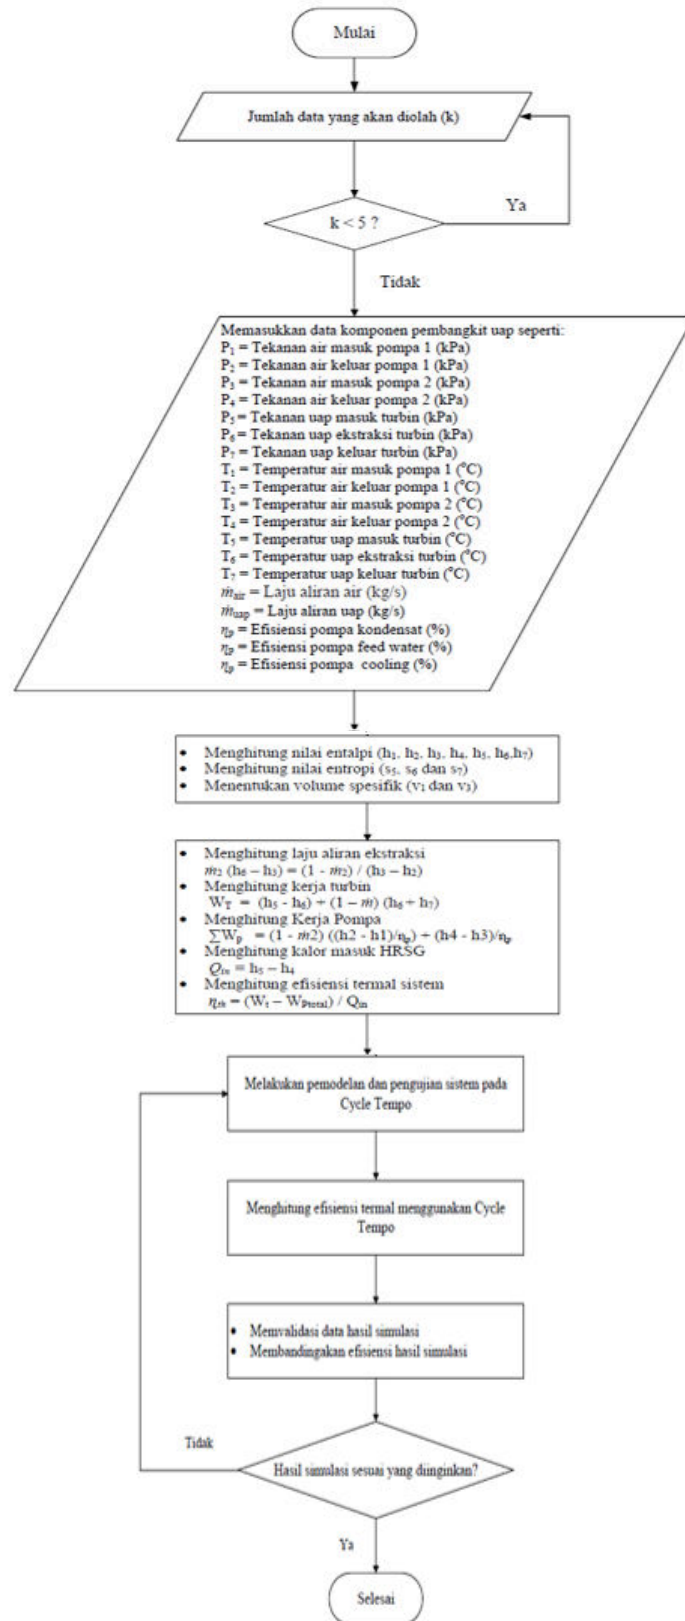 Mulai
Jumlah data yang akan diolah (k)
Ya
k < 5 ?
Tidak
Memasukkan data komponen pembangkit uap seperti:
P₁ = Tekanan air masuk pompa 1 (kPa)
P₂ = Tekanan air keluar pompa 1 (kPa)
P₃ = Tekanan air masuk pompa 2 (kPa)
P₄ = Tekanan air keluar pompa 2 (kPa)
P₅ = Tekanan uap masuk turbin (kPa)
P₆ = Tekanan uap ekstraksi turbin (kPa)
P₇ = Tekanan uap keluar turbin (kPa)
T₁ = Temperatur air masuk pompa 1 (°C)
T₂ = Temperatur air keluar pompa 1 (°C)
T₃ = Temperatur air masuk pompa 2 (°C)
T₄ = Temperatur air keluar pompa 2 (°C)
T₅ = Temperatur uap masuk turbin (°C)
T₆ = Temperatur uap ekstraksi turbin (°C)
T₇ = Temperatur uap keluar turbin (°C)
ṁair = Laju aliran air (kg/s)
ṁuap = Laju aliran uap (kg/s)
ηp = Efisiensi pompa kondensat (%)
ηp = Efisiensi pompa feed water (%)
ηp = Efisiensi pompa cooling (%)
• Menghitung nilai entalpi (h₁, h₂, h₃, h₄, h₅, h₆,h₇)
• Menghitung nilai entropi (s₅, s₆ dan s₇)
• Menentukan volume spesifik (v₁ dan v₃)
• Menghitung laju aliran ekstraksi
ṁ₂ (h₆ – h₃) = (1 - ṁ₂) / (h₃ – h₂)
• Menghitung kerja turbin
W_T = (h₅ - h₆) + (1 – ṁ) (h₆ + h₇)
• Menghitung Kerja Pompa
∑Wp = (1 - ṁ2) ((h2 - h1)/ηp) + (h4 - h3)/ηp
• Menghitung kalor masuk HRSG
Qin = h₅ – h₄
• Menghitung efisiensi termal sistem
ηth = (Wt – WPtotal) / Qin
Melakukan pemodelan dan pengujian sistem pada
Cycle Tempo
Menghitung efisiensi termal menggunakan Cycle
Tempo
• Memvalidasi data hasil simulasi
• Membandingakan efisiensi hasil simulasi
Tidak
Hasil simulasi sesuai yang diinginkan?
Ya
Selesai